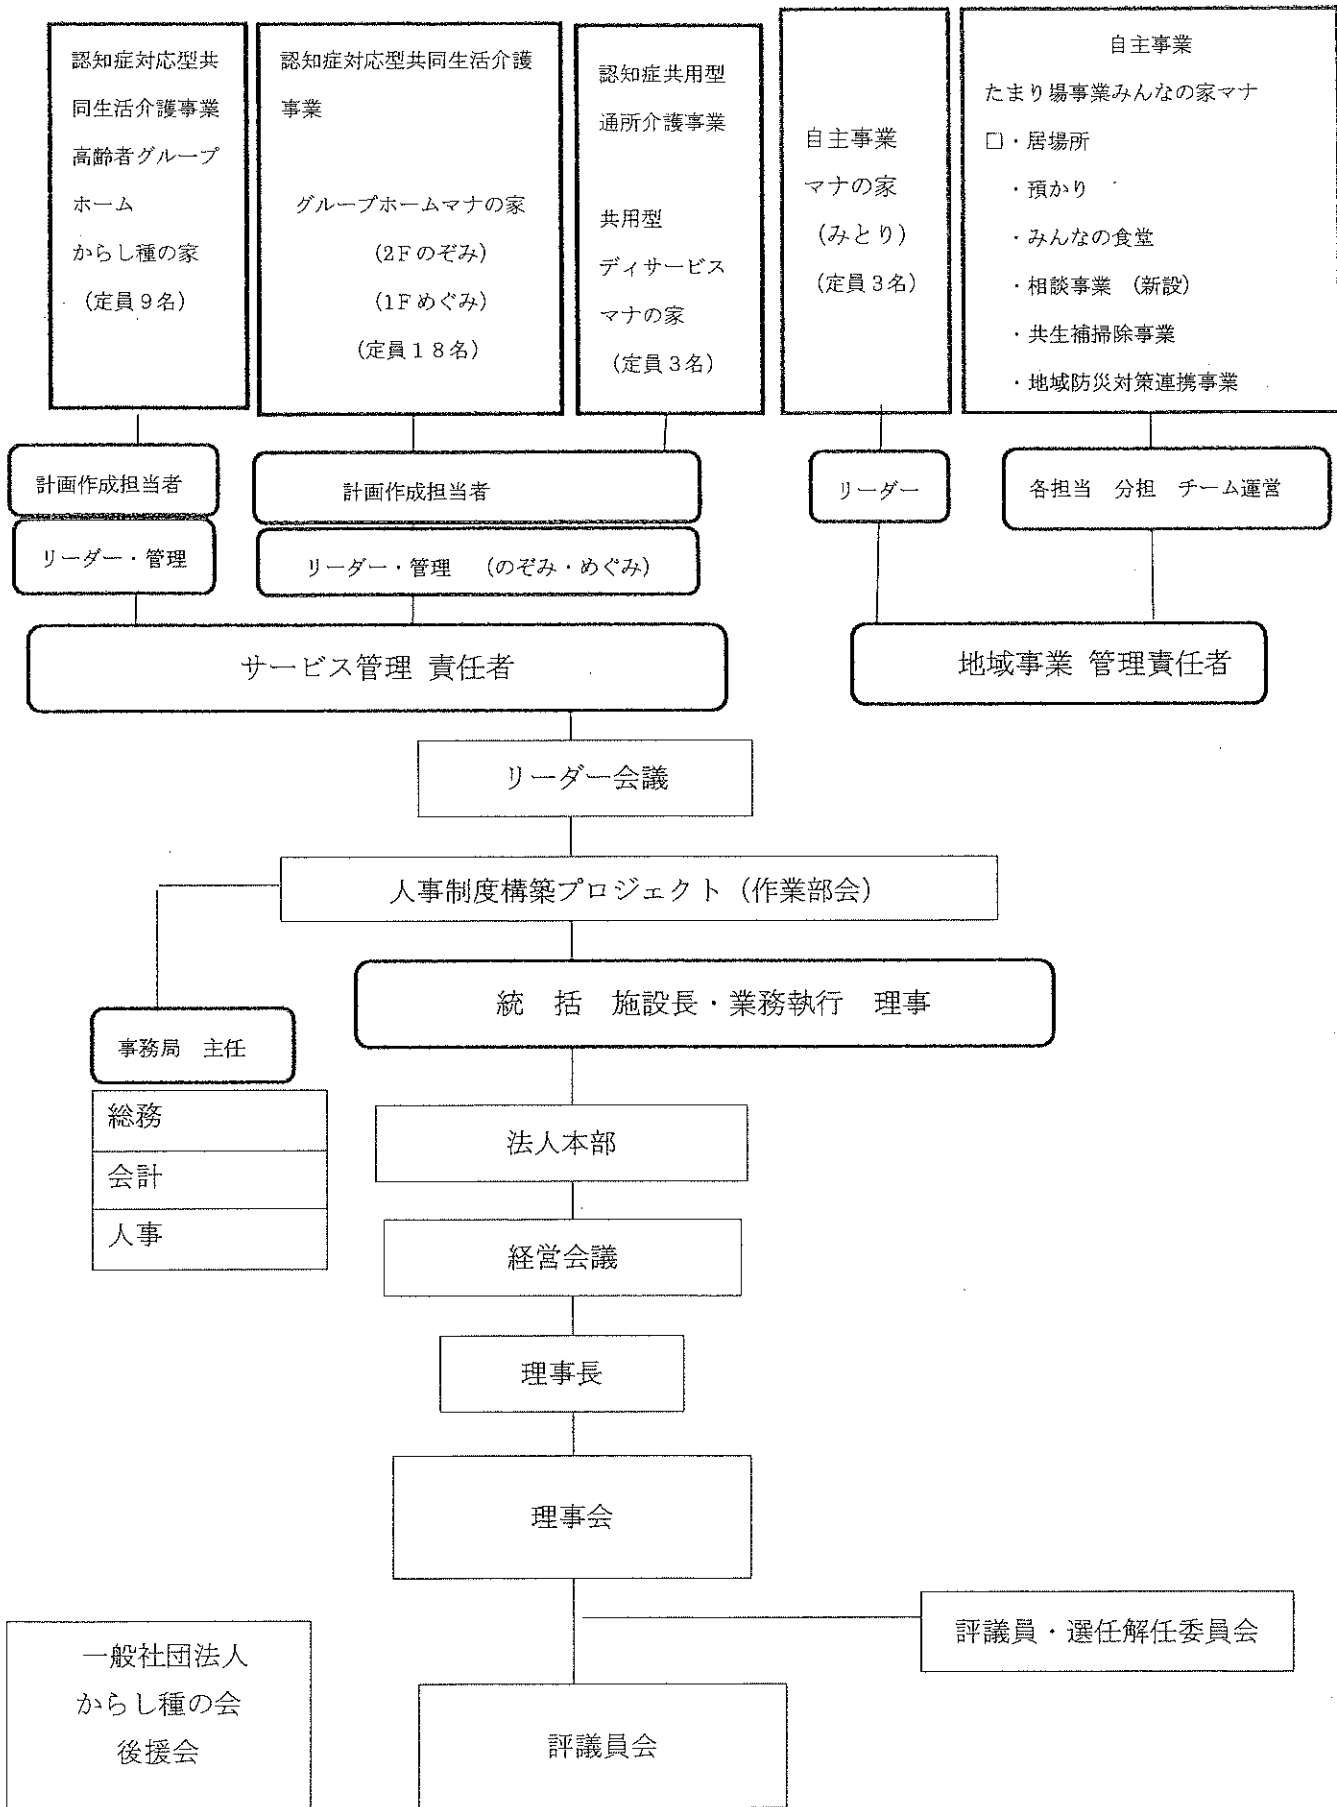 認知症対応型共
同生活介護事業
高齢者グループ
ホーム
からし種の家
(定員9名)
認知症対応型共同生活介護
事業
グループホームマナの家
(2Fのぞみ)
(1Fめぐみ)
(定員18名)
認知症共用型
通所介護事業
共用型
ディサービス
マナの家
(定員3名)
自主事業
マナの家
(みとり)
(定員3名)
自主事業
たまり場事業みんなの家マナ
□・居場所
・預かり
・みんなの食堂
・相談事業 (新設)
・共生補掃除事業
・地域防災対策連携事業
計画作成担当者
リーダー・管理
計画作成担当者
リーダー・管理 (のぞみ・めぐみ)
リーダー
各担当 分担 チーム運営
サービス管理 責任者
地域事業 管理責任者
リーダー会議
人事制度構築プロジェクト(作業部会)
統 括 施設長・業務執行 理事
事務局 主任
総務
会計
人事
法人本部
経営会議
理事長
理事会
評議員・選任解任委員会
一般社団法人
からし種の会
後援会
評議員会